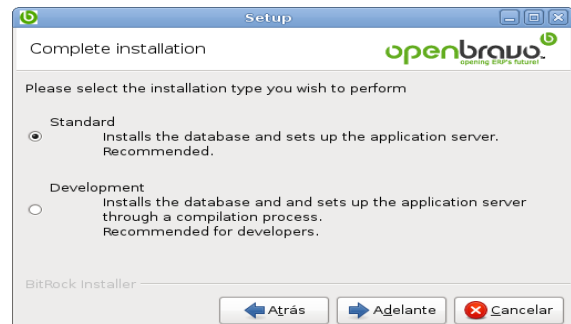 Setup
Complete installation
openbravo
opening ERP's future!
Please select the installation type you wish to perform
Standard
Installs the database and sets up the application server.
Recommended.
Development
Installs the database and and sets up the application server
through a compilation process.
Recommended for developers.
BitRock Installer
Atrás Adelante Cancelar